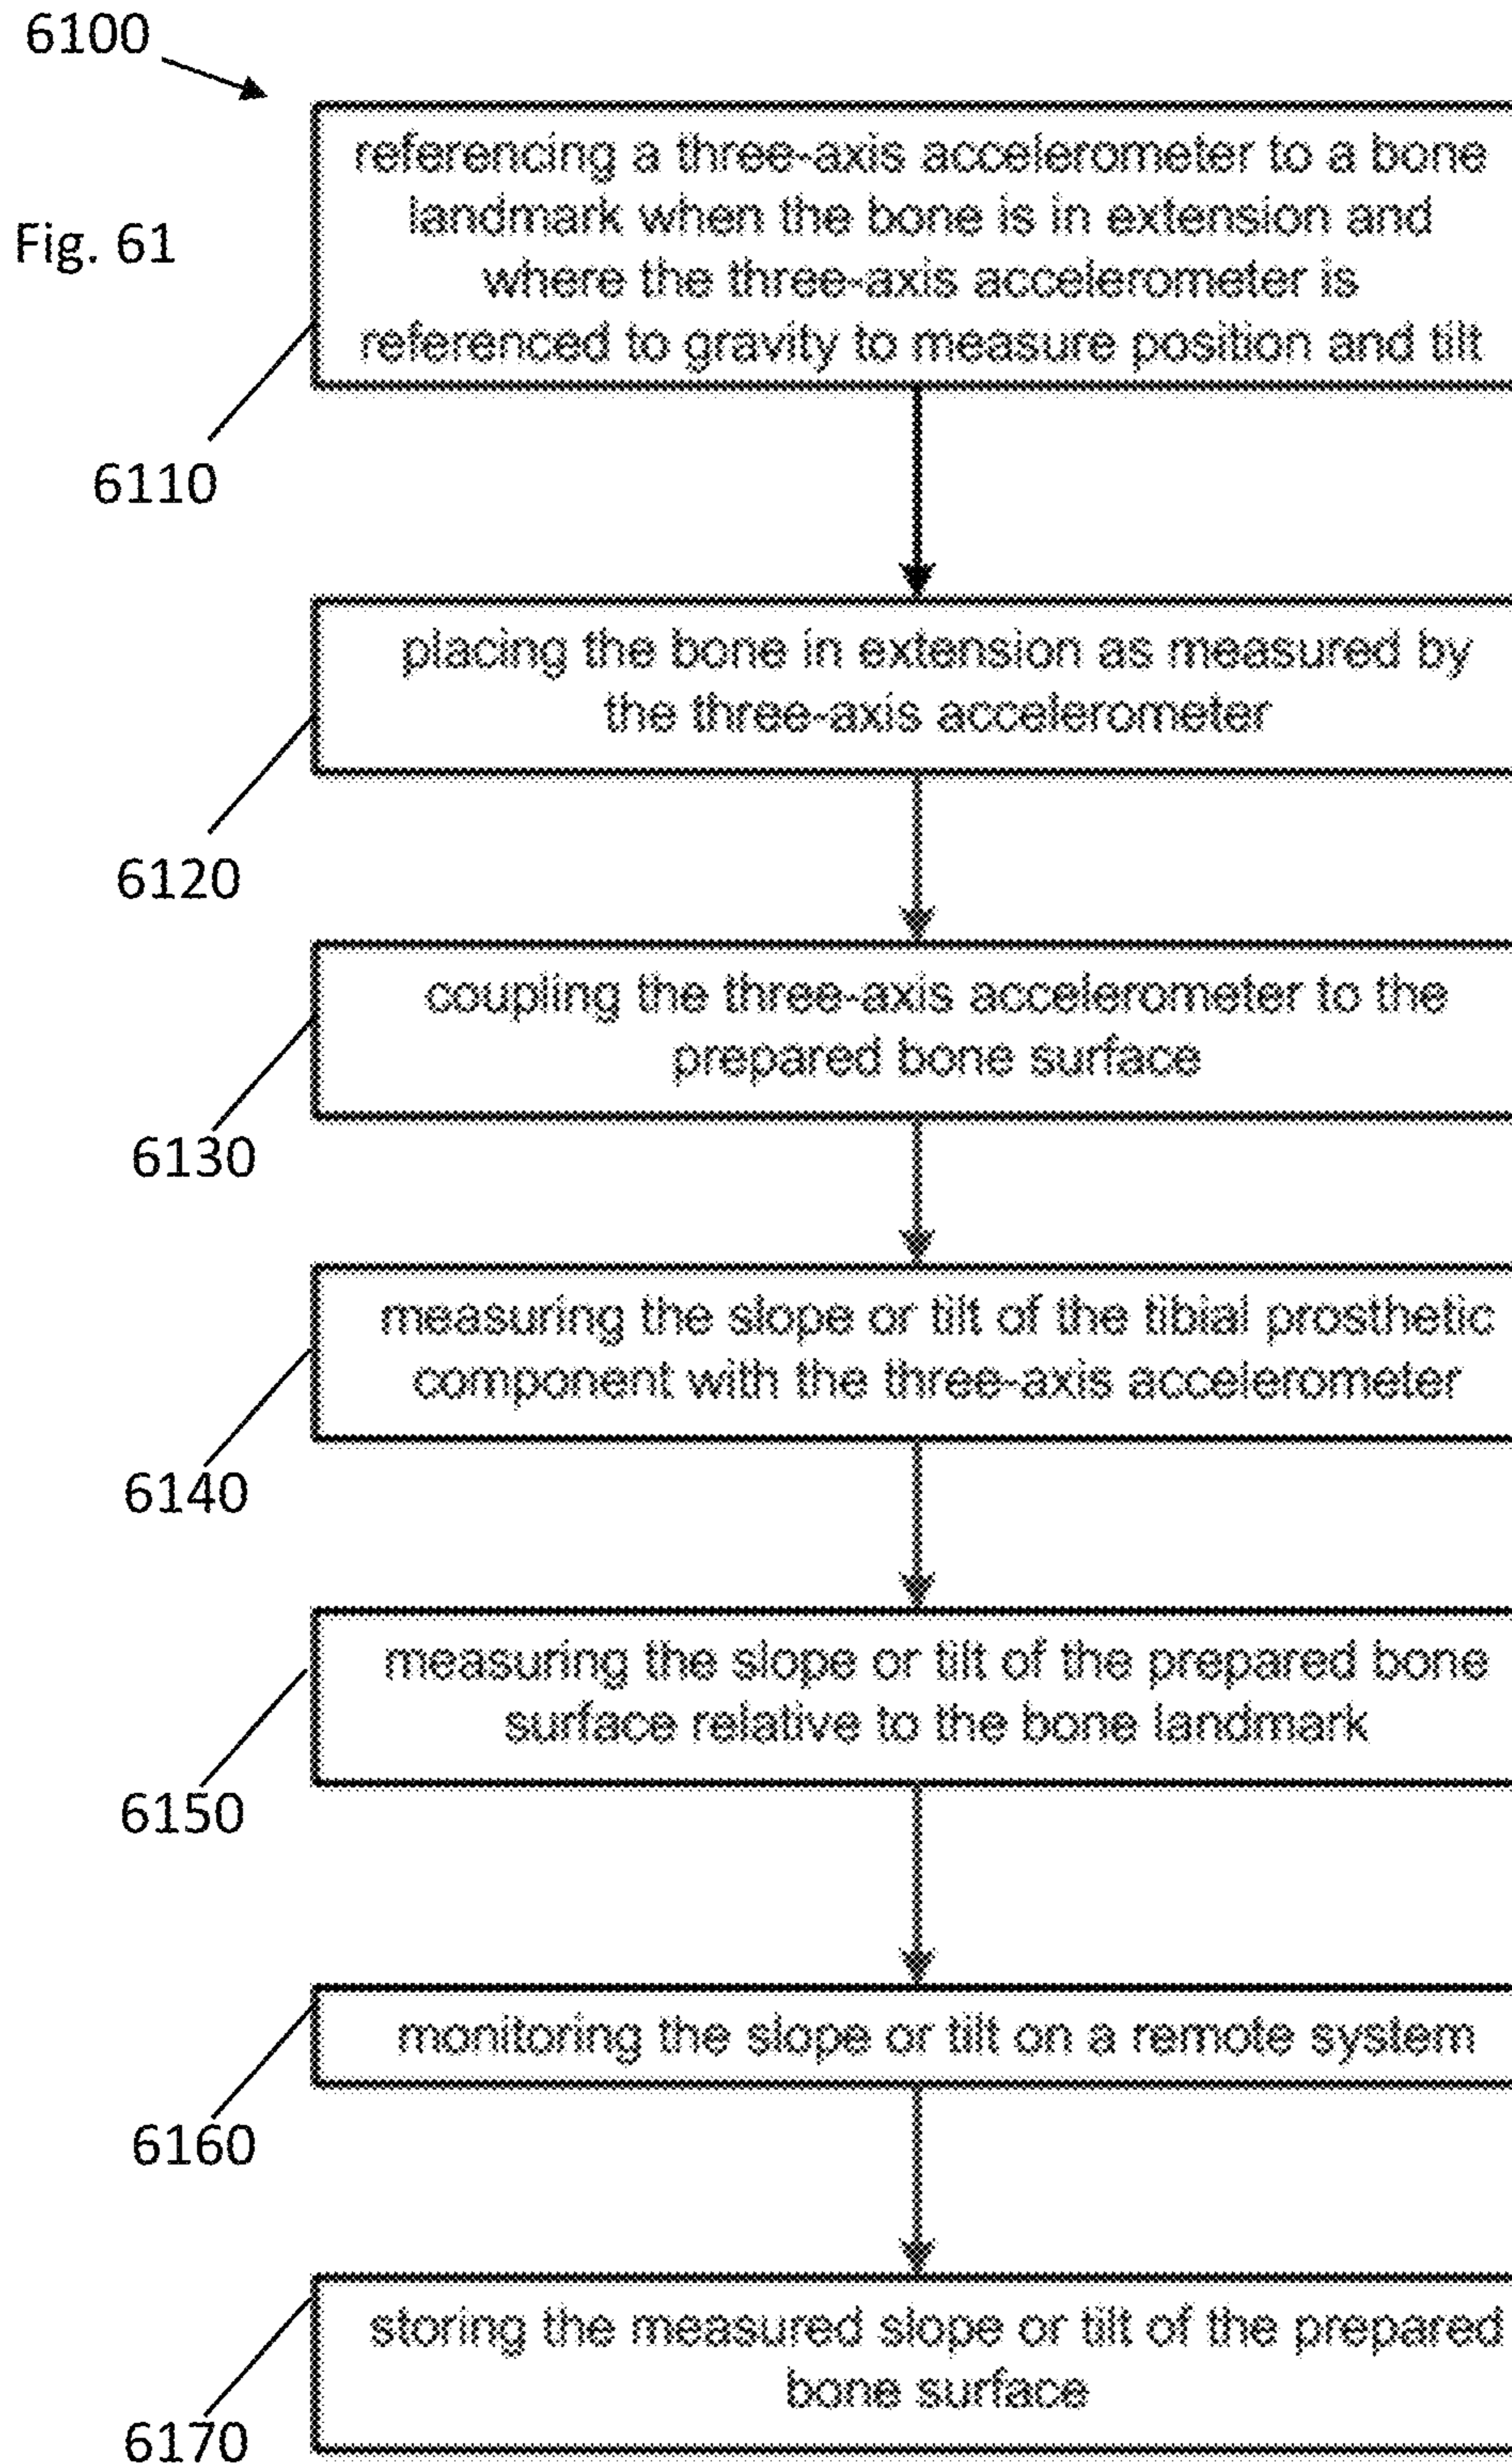 6100
referencing a three-axis accelerometer to a bone
landmark when the bone is in extension and
Fig. 61
where the three-axis accelerometer is
referenced to gravity to measure position and tilt
6110
placing the bone in extension as measured by
the three-axis accelerometer
6120
coupling the three-axis accelerometer to the
prepared bone surface
6130
measuring the slope or tilt of the tibial prosthetic
component with the three-axis accelerometer
6140
measuring the slope or tilt of the prepared bone
surface relative to the bone landmark
6150
monitoring the slope or tilt on a remote system
6160
storing the measured slope or tilt of the prepared
bone surface
6170